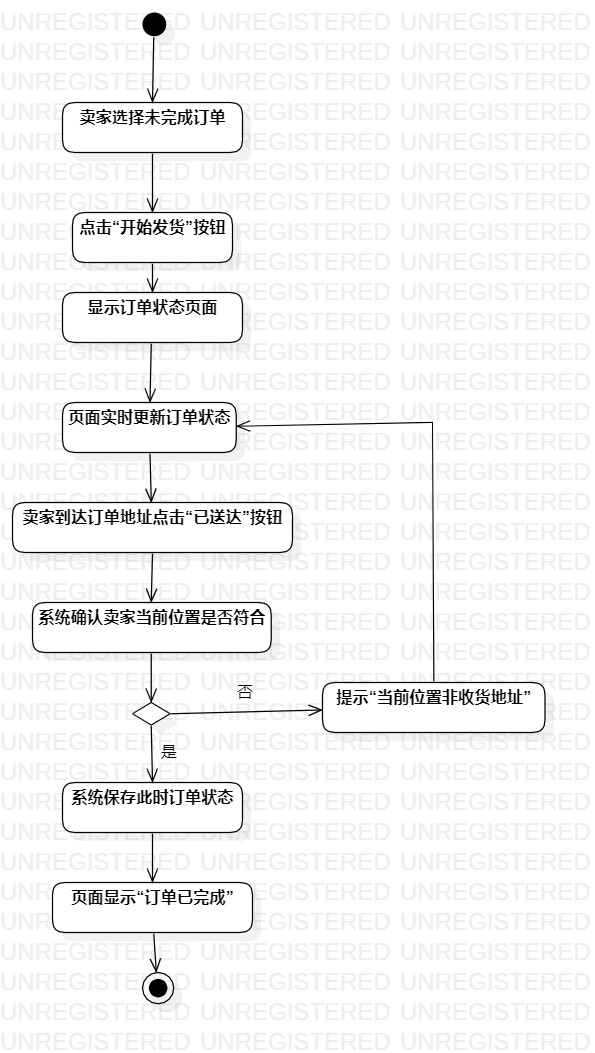 卖家选择未完成订单
点击“开始发货”按钮
显示订单状态页面
页面实时更新订单状态
卖家到达订单地址点击“已送达”按钮
系统确认卖家当前位置是否符合
否
提示“当前位置非收货地址”
是
系统保存此时订单状态
页面显示“订单已完成”
UNREGISTERED